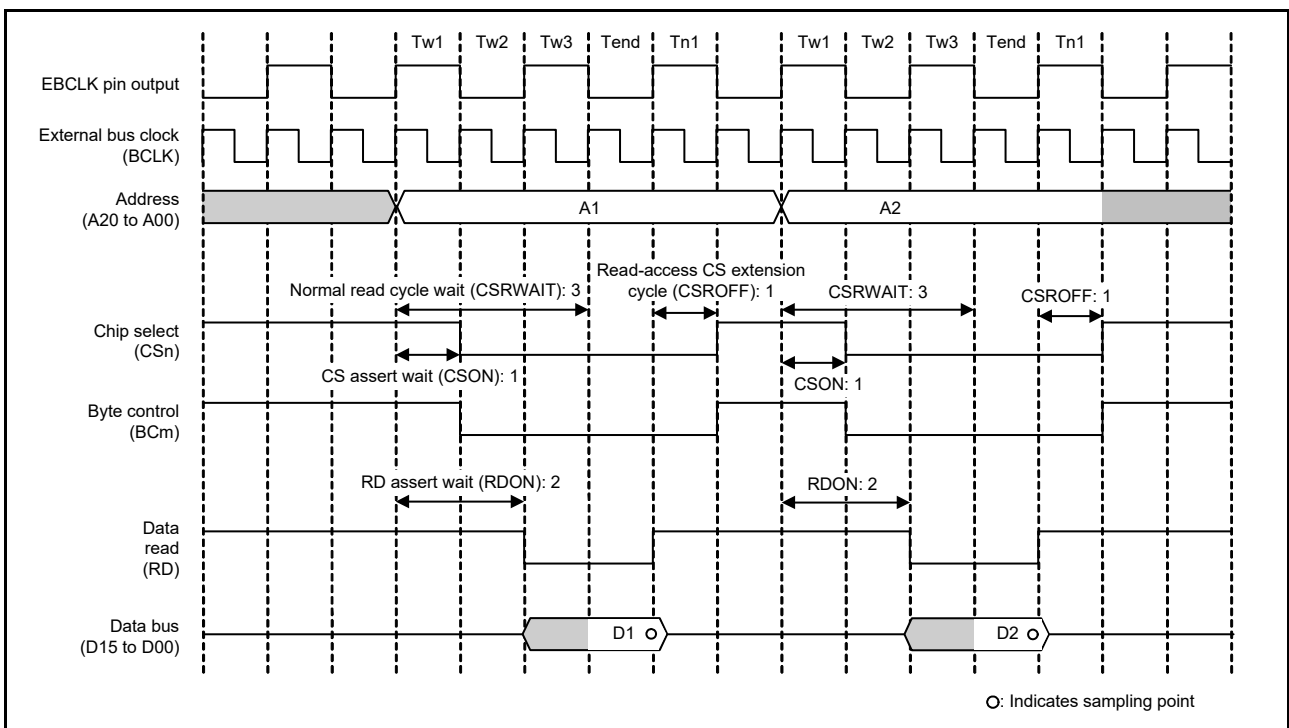 Tw1 Tw2 Tw3 Tend Tn1 Tw1 Tw2 Tw3 Tend Tn1
EBCLK pin output
External bus clock
(BCLK)
Address
(A20 to A00)
A1 A2
Read-access CS extension
cycle (CSROFF): 1
Normal read cycle wait (CSRWAIT): 3
CSRWAIT: 3
CSROFF: 1
Chip select
(CSn)
CS assert wait (CSON): 1
CSON: 1
Byte control
(BCm)
RD assert wait (RDON): 2
RDON: 2
Data
read
(RD)
Data bus
(D15 to D00)
D1 D2
O: Indicates sampling point